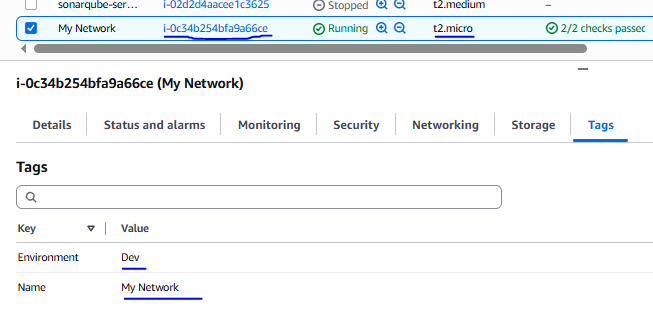 sonarqube-ser... i-02d2d4aacee1c3625 Stopped t2.medium –
My Network i-0c34b254bfa9a66ce Running t2.micro 2/2 checks passed
i-0c34b254bfa9a66ce (My Network)
Details Status and alarms Monitoring Security Networking Storage Tags
Tags
Key Value
Environment Dev
Name My Network